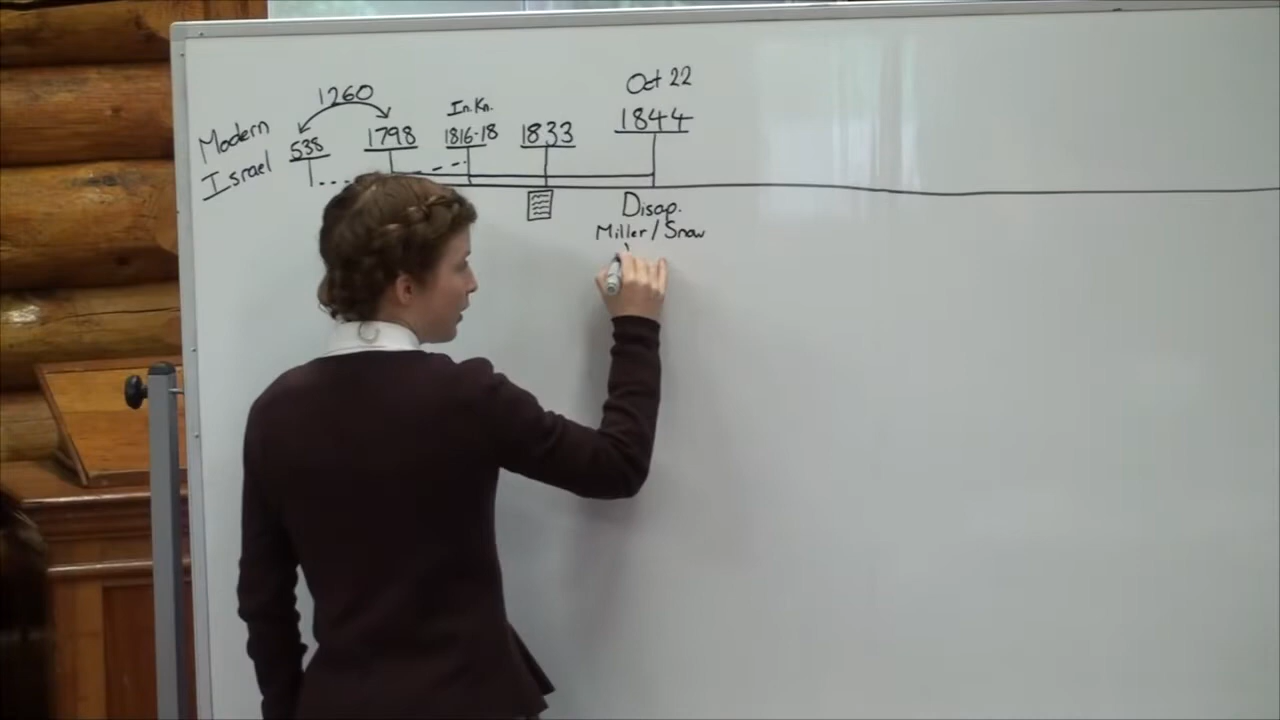 Oct 22
1260
Modern Israel
538
1798
In. Kn.
1816-18
1833
1844
Disap.
Miller / Snow